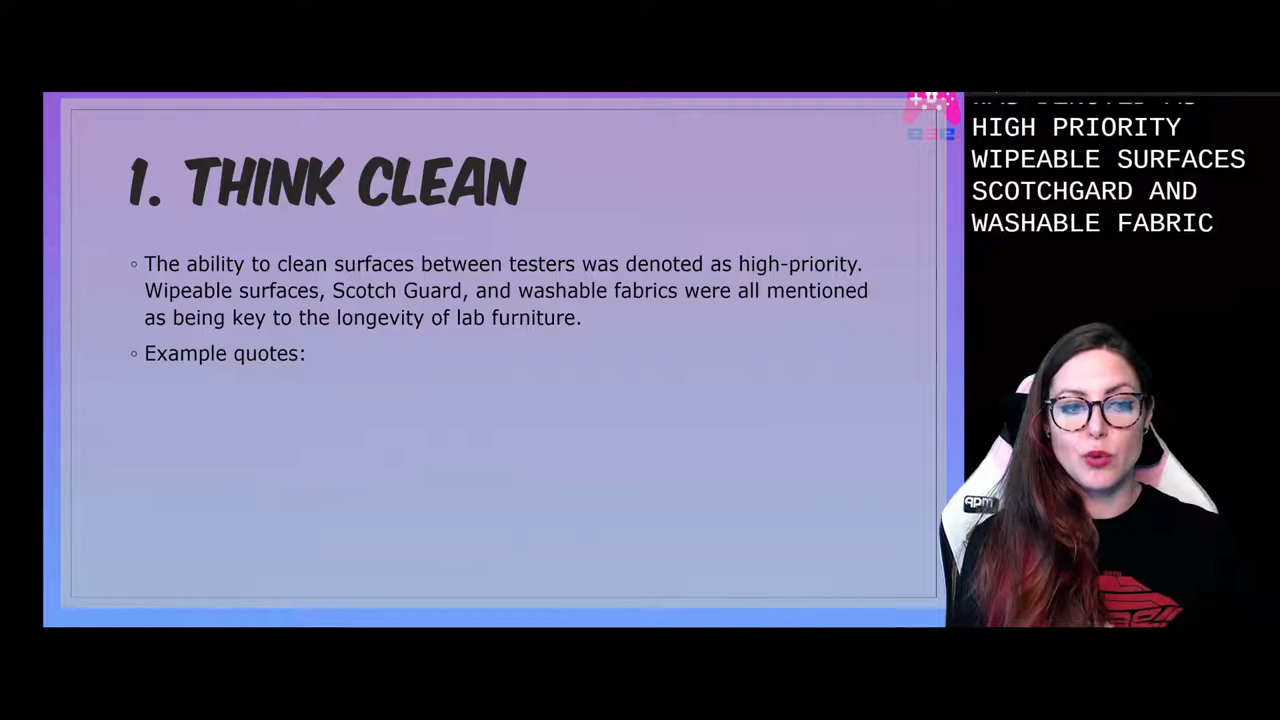 1. THINK CLEAN
◦ The ability to clean surfaces between testers was denoted as high-priority.
Wipeable surfaces, Scotch Guard, and washable fabrics were all mentioned
as being key to the longevity of lab furniture.
◦ Example quotes:
eae
HIGH PRIORITY
WIPEABLE SURFACES
SCOTCHGARD AND
WASHABLE FABRIC